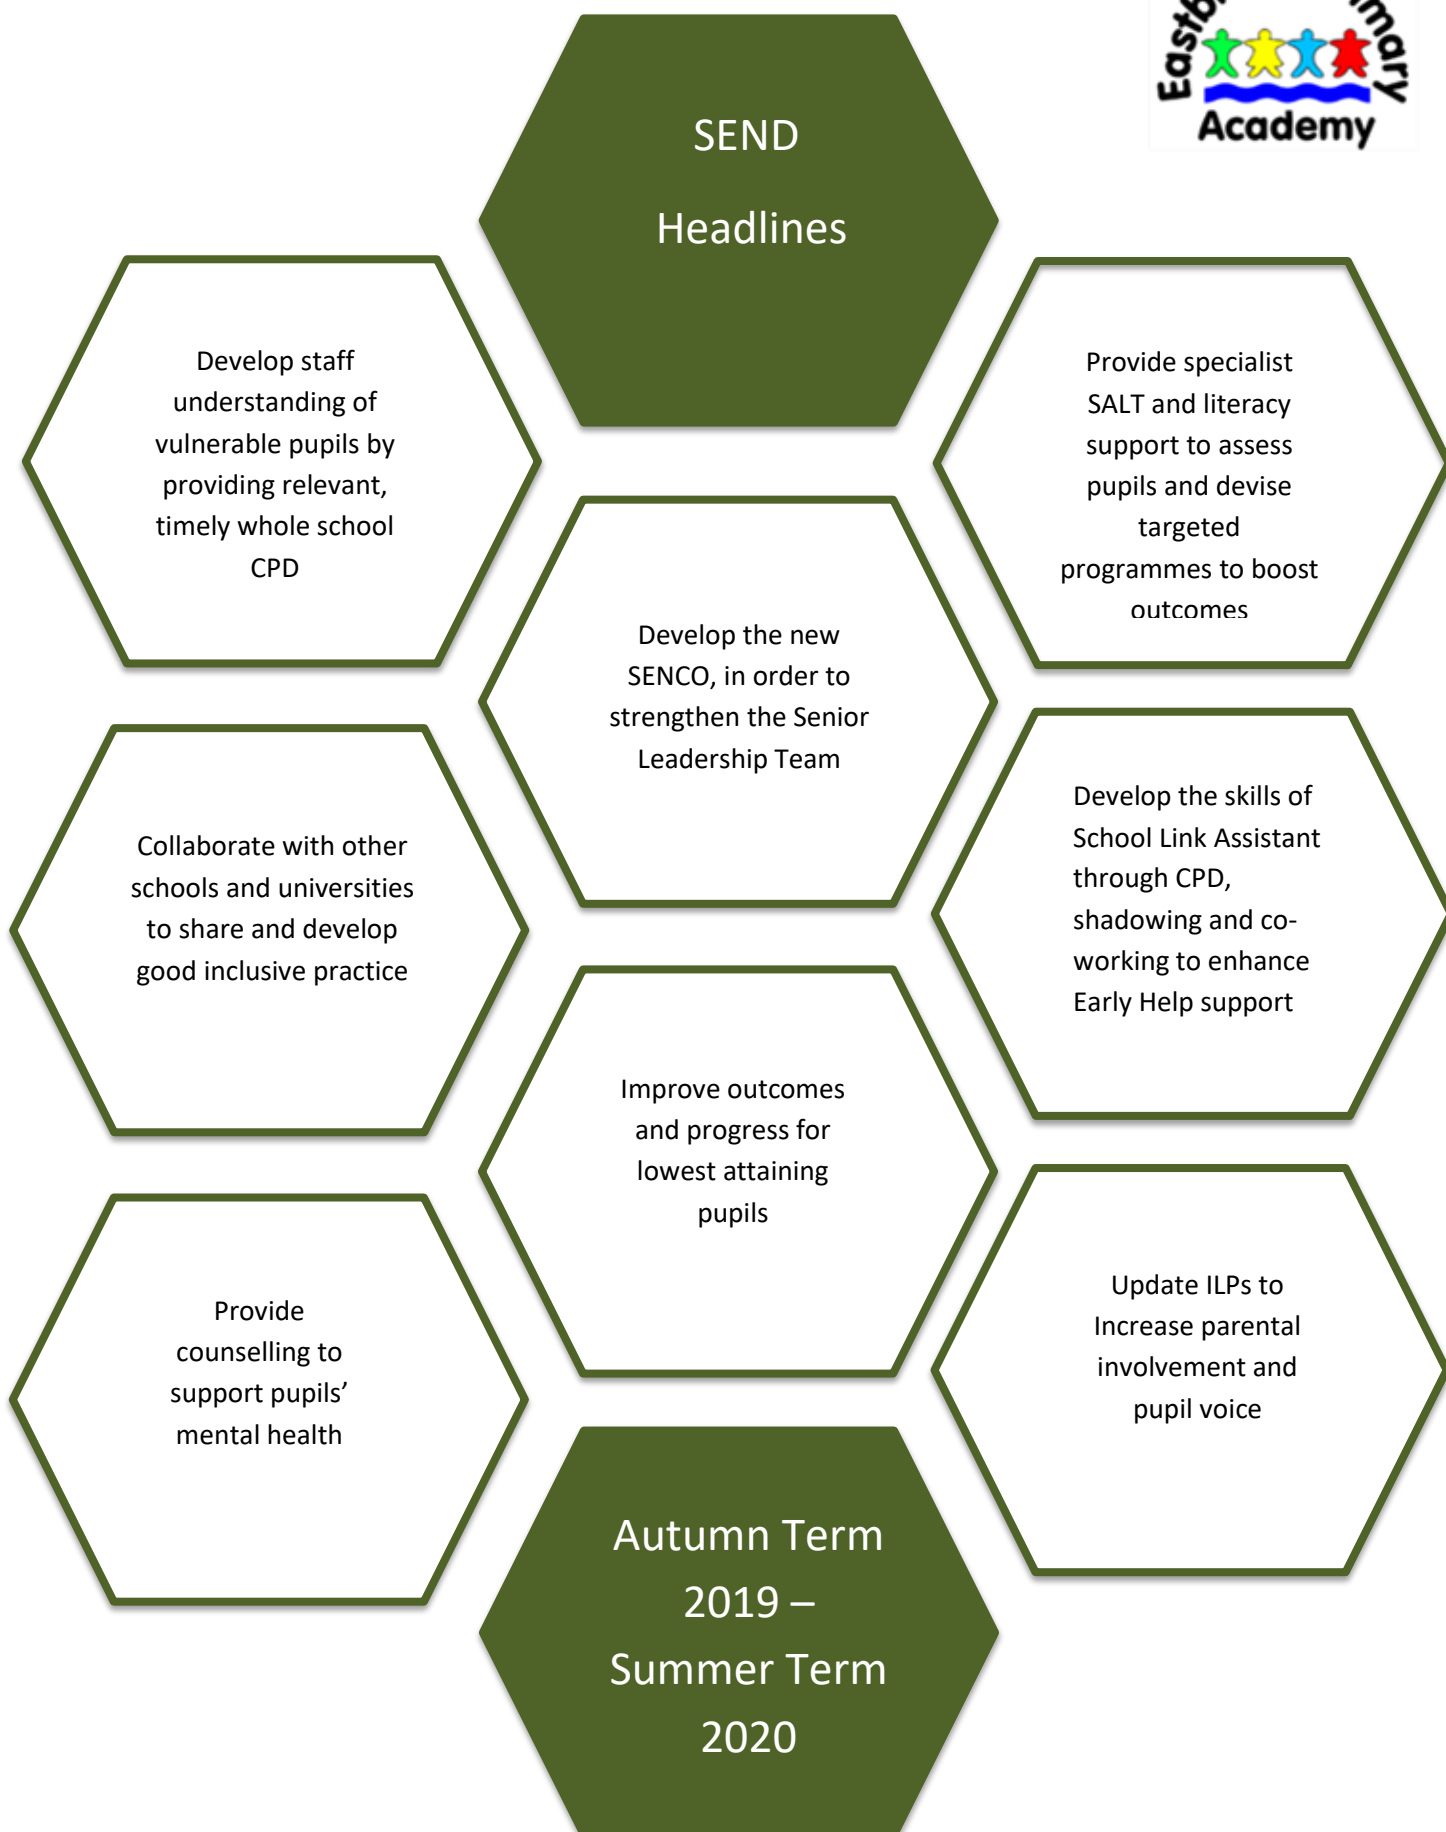 Academy
SEND
Headlines
Develop staff
understanding of
vulnerable pupils by
providing relevant,
timely whole school
CPD
Provide specialist
SALT and literacy
support to assess
pupils and devise
targeted
programmes to boost
outcomes
Develop the new
SENCO, in order to
strengthen the Senior
Leadership Team
Collaborate with other
schools and universities
to share and develop
good inclusive practice
Develop the skills of
School Link Assistant
through CPD,
shadowing and co-
working to enhance
Early Help support
Improve outcomes
and progress for
lowest attaining
pupils
Provide
counselling to
support pupils’
mental health
Update ILPs to
Increase parental
involvement and
pupil voice
Autumn Term
2019 –
Summer Term
2020